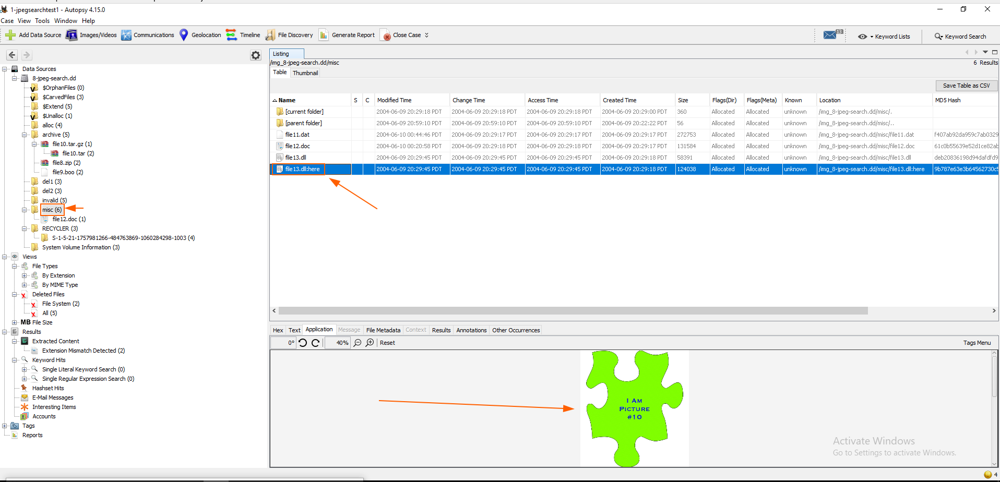 1-jpegsearchtest1 - Autopsy 4.15.0
Case View Tools Window Help
Add Data Source Images/Videos Communications Geolocation Timeline File Discovery Generate Report Close Case 13 Keyword Lists Keyword Search
Data Sources
8-jpeg-search.dd
$OrphanFiles (0)
$CarvedFiles (3)
$Extend (5)
$Unalloc (1)
alloc (4)
archive (5)
file10.tar.gz (1)
file10.tar (2)
file8.zip (2)
file9.boo (2)
del1 (3)
del2 (3)
invalid (5)
misc (6)
file12.doc (1)
RECYCLER (3)
S-1-5-21-1757981266-484763869-1060284298-1003 (4)
System Volume Information (3)
Views
File Types
By Extension
By MIME Type
Deleted Files
File System (2)
All (5)
MB File Size
Results
Extracted Content
Extension Mismatch Detected (2)
Keyword Hits
Single Literal Keyword Search (0)
Single Regular Expression Search (0)
Hashset Hits
E-Mail Messages
Interesting Items
Accounts
Tags
Reports
Listing
/img_8-jpeg-search.dd/misc 6 Results
Table Thumbnail
Save Table as CSV
Name S C Modified Time Change Time Access Time Created Time Size Flags(Dir) Flags(Meta) Known Location MD5 Hash
[current folder] 2004-06-09 20:29:18 PDT 2004-06-09 20:29:18 PDT 2004-06-09 20:29:18 PDT 2004-06-09 20:29:00 PDT 360 Allocated Allocated unknown /img_8-jpeg-search.dd/misc/.
[parent folder] 2004-06-09 20:59:10 PDT 2004-06-09 20:59:10 PDT 2004-06-09 20:59:10 PDT 2004-06-09 20:22:22 PDT 56 Allocated Allocated unknown /img_8-jpeg-search.dd/misc/..
file11.dat 2004-06-10 00:44:46 PDT 2004-06-09 20:29:17 PDT 2004-06-09 20:29:17 PDT 2004-06-09 20:29:17 PDT 272753 Allocated Allocated unknown /img_8-jpeg-search.dd/misc/file11.dat f407ab92da959c7ab0329
file12.doc 2004-06-10 00:20:58 PDT 2004-06-09 20:29:18 PDT 2004-06-09 20:29:18 PDT 2004-06-09 20:29:17 PDT 131584 Allocated Allocated unknown /img_8-jpeg-search.dd/misc/file12.doc 61c0b55639e52d1ce82ab
file13.dll 2004-06-09 20:29:45 PDT 2004-06-09 20:29:45 PDT 2004-06-09 20:29:45 PDT 2004-06-09 20:29:18 PDT 58391 Allocated Allocated unknown /img_8-jpeg-search.dd/misc/file13.dll deb20836198d94dafdfd9
file13.dll:here 2004-06-09 20:29:45 PDT 2004-06-09 20:29:45 PDT 2004-06-09 20:29:45 PDT 2004-06-09 20:29:18 PDT 124038 Allocated Allocated unknown /img_8-jpeg-search.dd/misc/file13.dll:here 9b787e63e3b64562730c5
Hex Text Application Message File Metadata Context Results Annotations Other Occurrences
0° 40% Reset Tags Menu
I Am
Picture
#10
Activate Windows
Go to Settings to activate Windows.
4